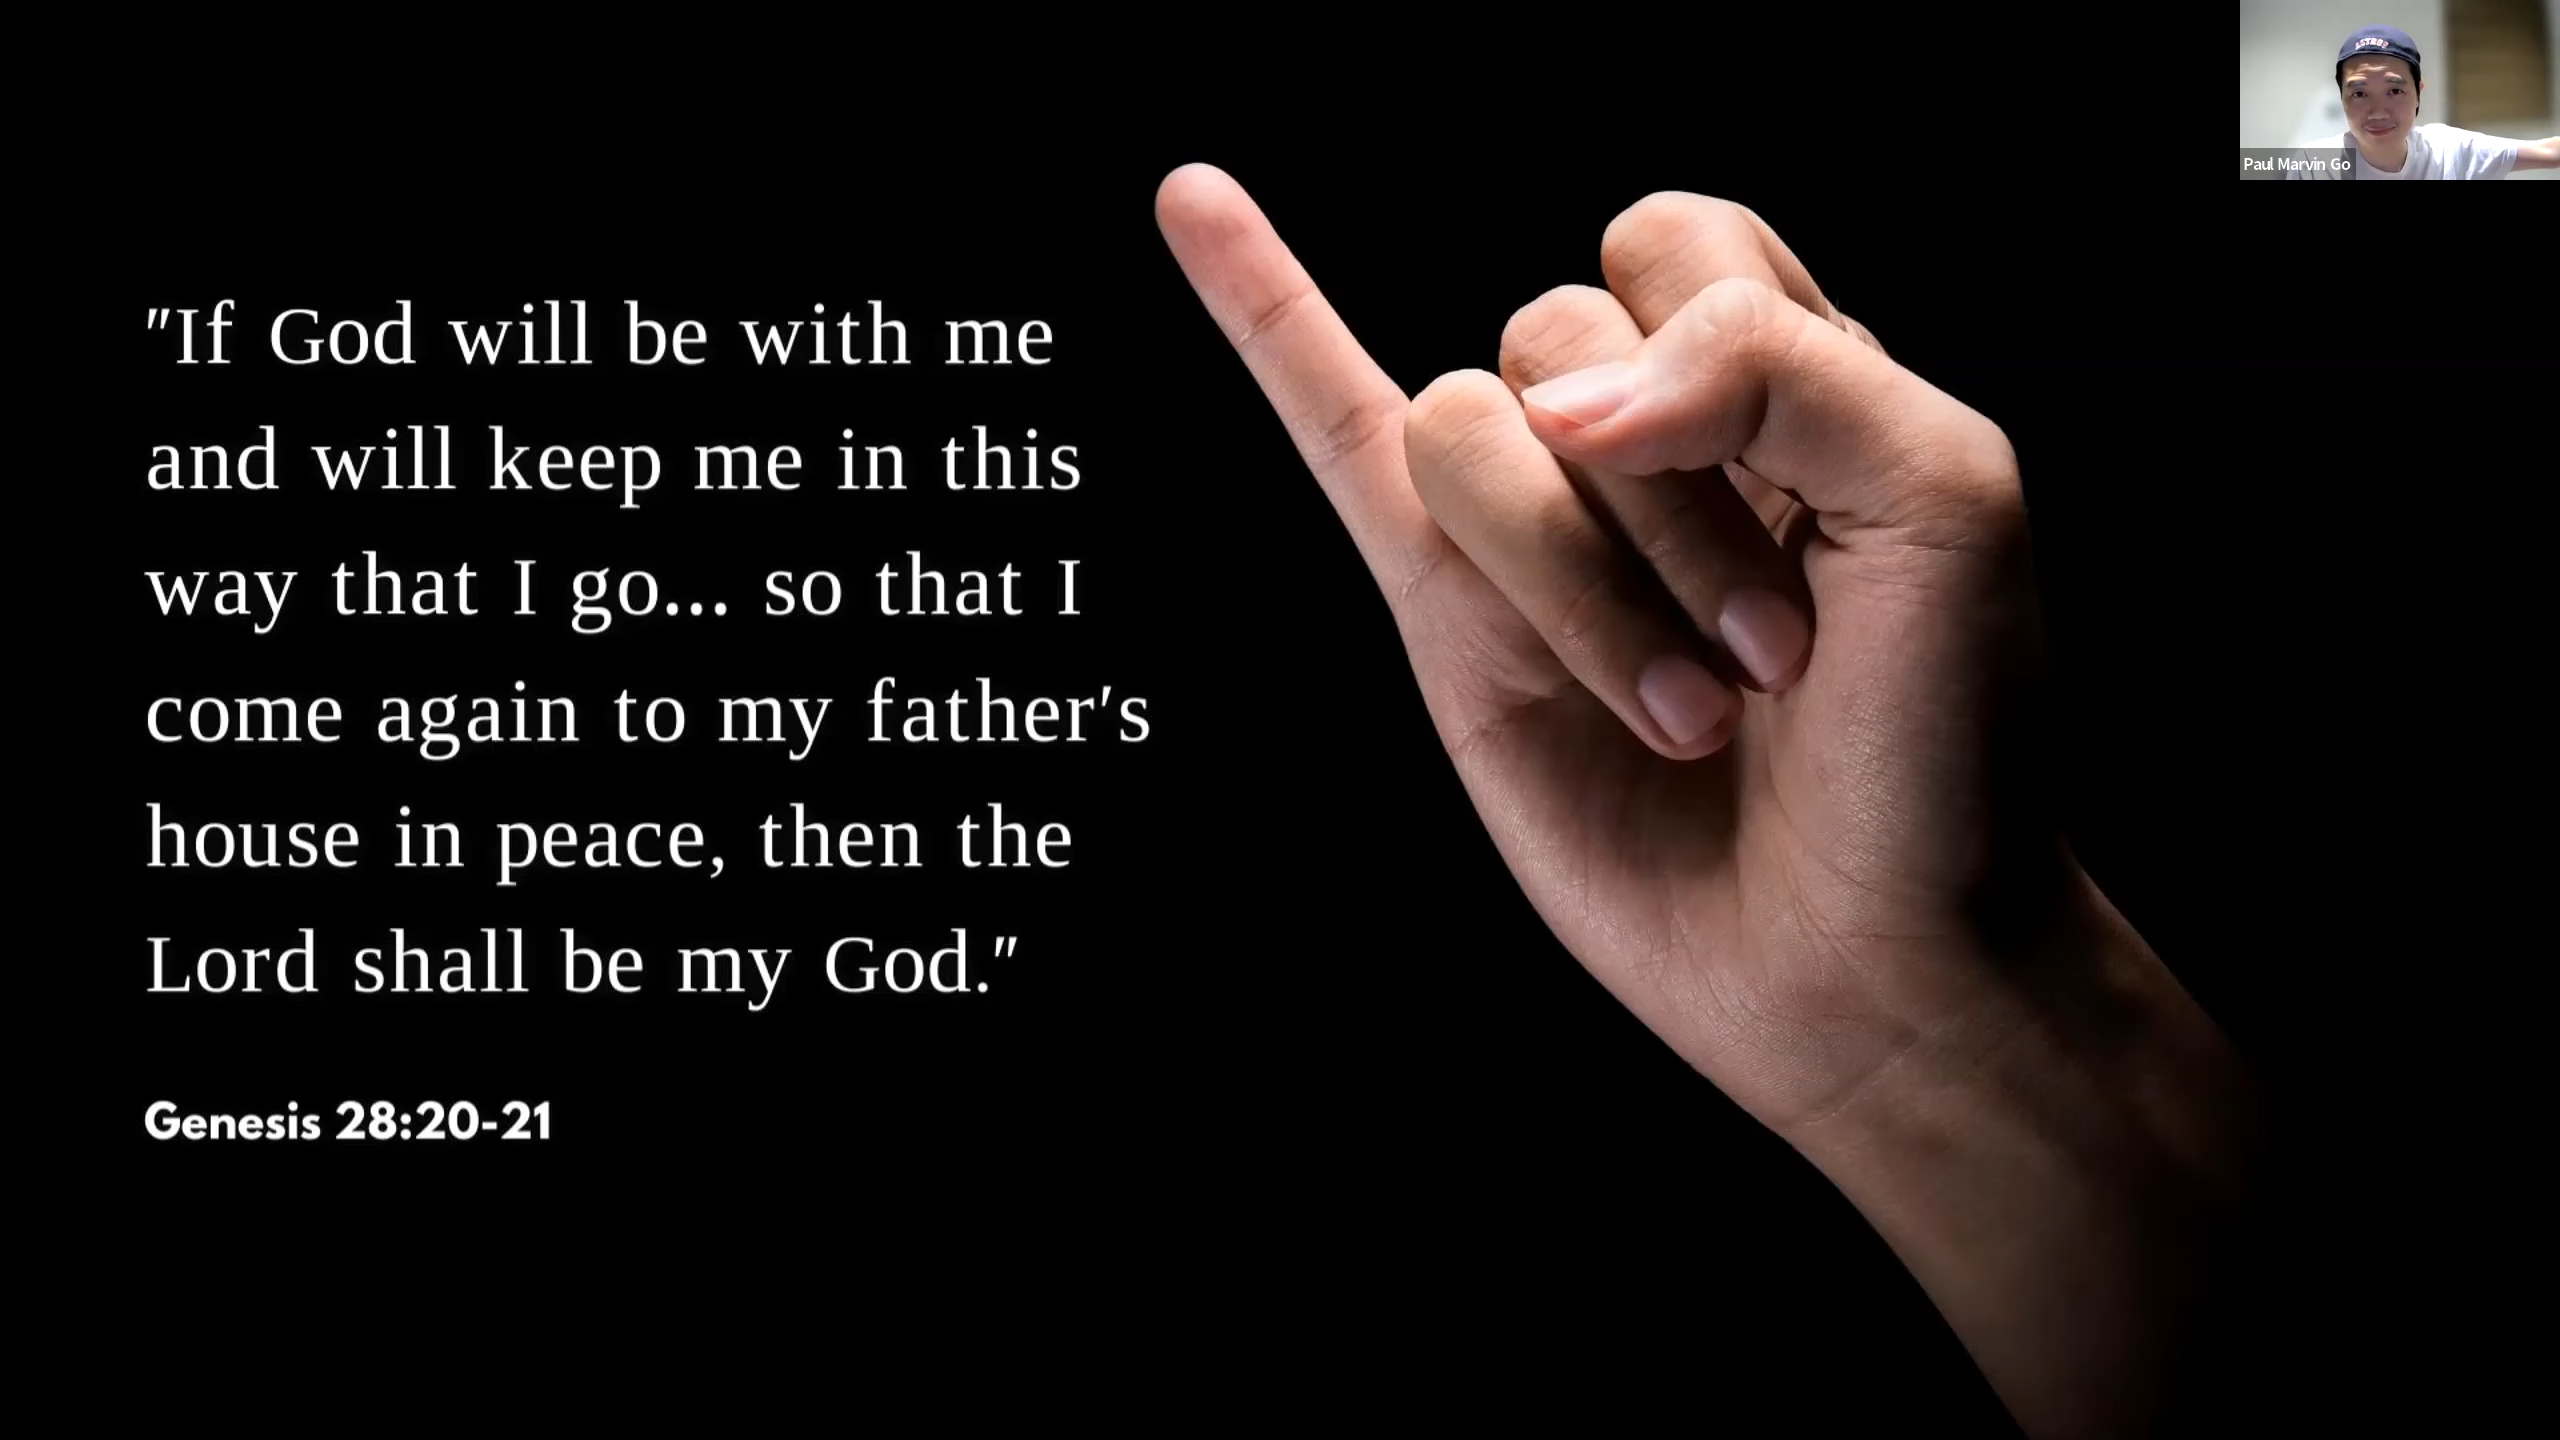 "If God will be with me
and will keep me in this
way that I go... so that I
come again to my father's
house in peace, then the
Lord shall be my God."
Genesis 28:20-21
ASTROS
Paul Marvin Go